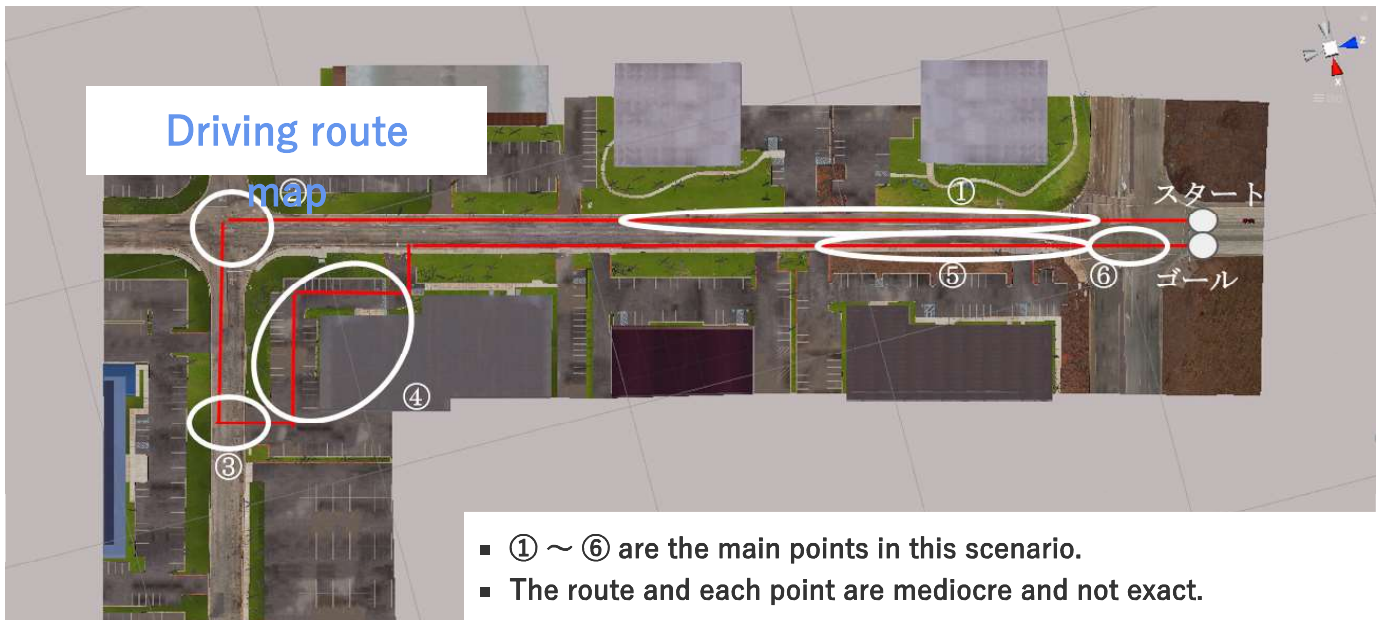 Driving route
map
②
①
スタート
⑤
⑥
ゴール
④
③
z
x
▪ ① ～ ⑥ are the main points in this scenario.
▪ The route and each point are mediocre and not exact.